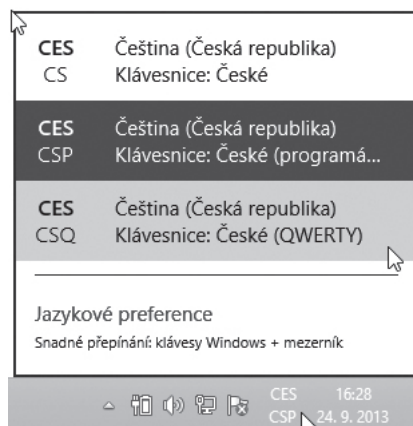 CES Čeština (Česká republika)
CS Klávesnice: České
CES Čeština (Česká republika)
CSP Klávesnice: České (programá...
CES Čeština (Česká republika)
CSQ Klávesnice: České (QWERTY)
Jazykové preference
Snadné přepínání: klávesy Windows + mezerník
CES 16:28
CSP 24. 9. 2013